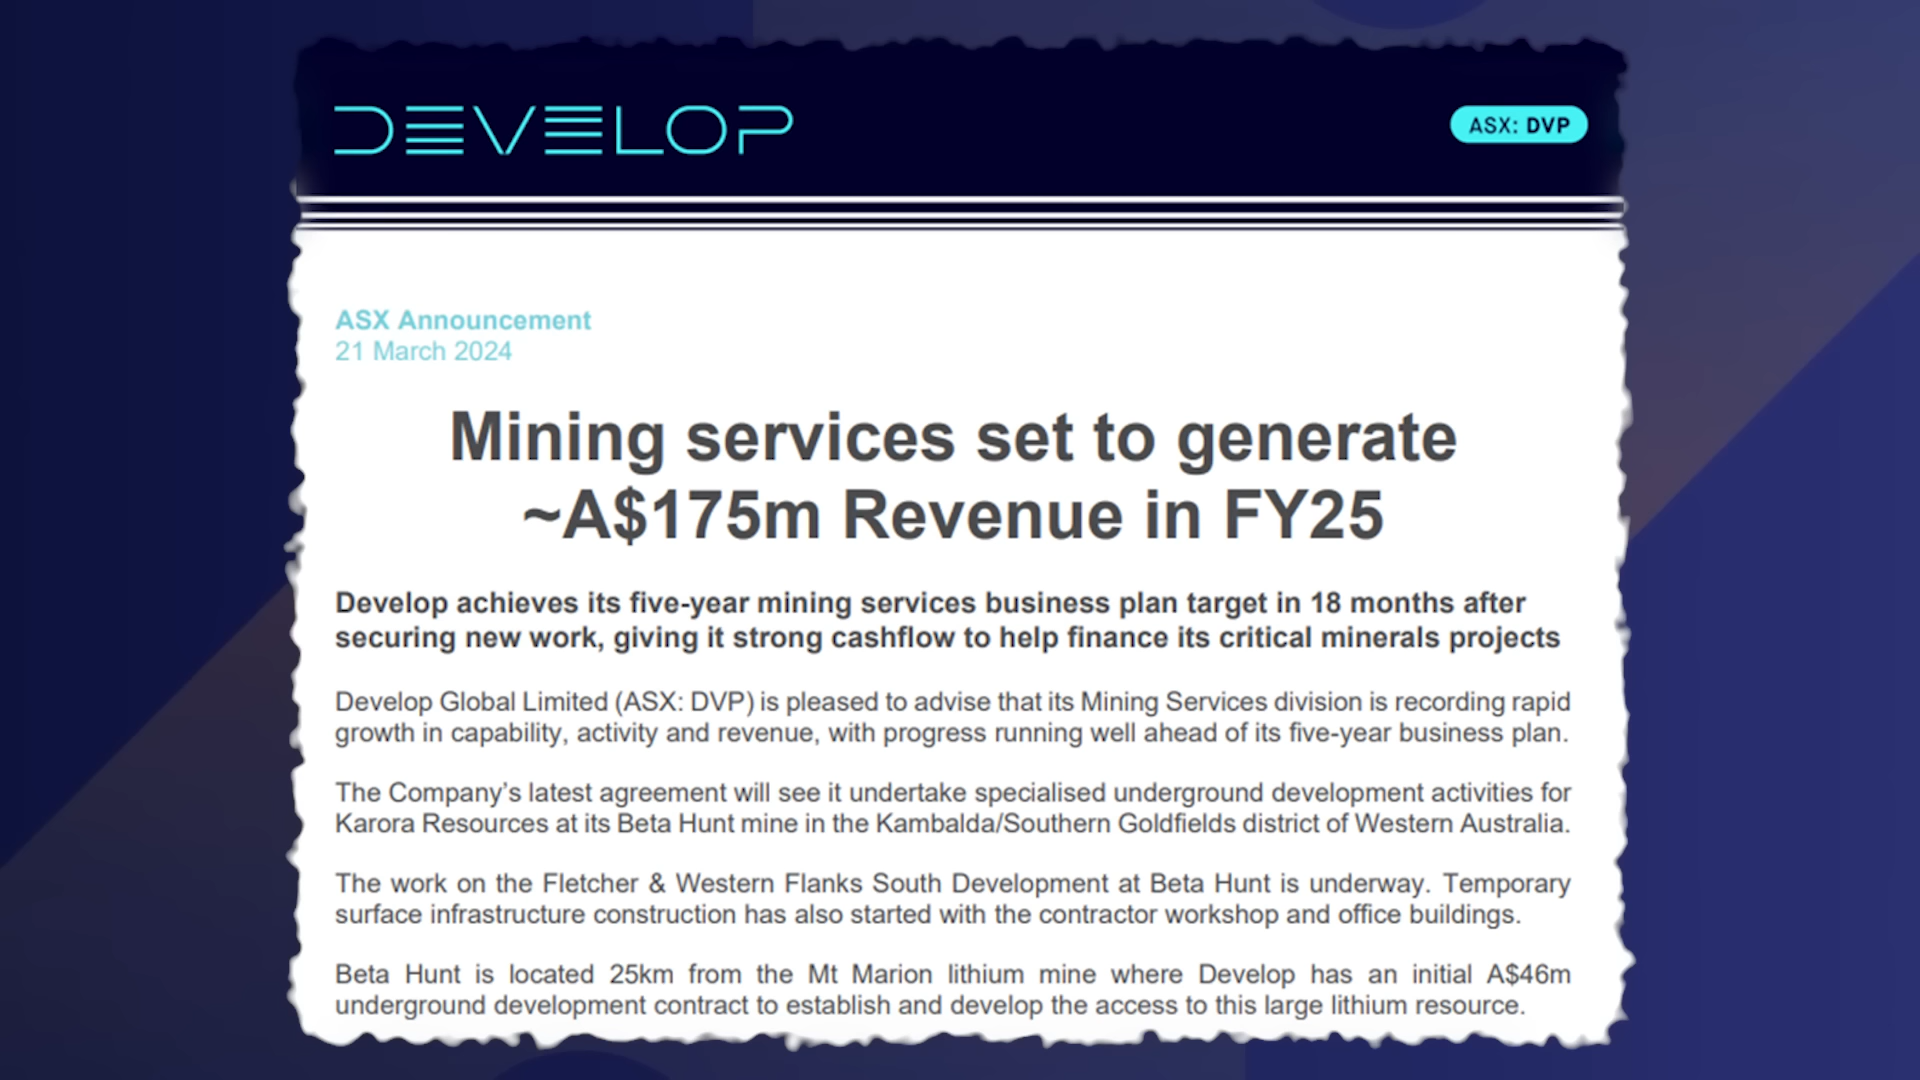 DEVELOP
ASX: DVP
ASX Announcement
21 March 2024
Mining services set to generate
~A$175m Revenue in FY25
Develop achieves its five-year mining services business plan target in 18 months after
securing new work, giving it strong cashflow to help finance its critical minerals projects
Develop Global Limited (ASX: DVP) is pleased to advise that its Mining Services division is recording rapid
growth in capability, activity and revenue, with progress running well ahead of its five-year business plan.
The Company’s latest agreement will see it undertake specialised underground development activities for
Karora Resources at its Beta Hunt mine in the Kambalda/Southern Goldfields district of Western Australia.
The work on the Fletcher & Western Flanks South Development at Beta Hunt is underway. Temporary
surface infrastructure construction has also started with the contractor workshop and office buildings.
Beta Hunt is located 25km from the Mt Marion lithium mine where Develop has an initial A$46m
underground development contract to establish and develop the access to this large lithium resource.